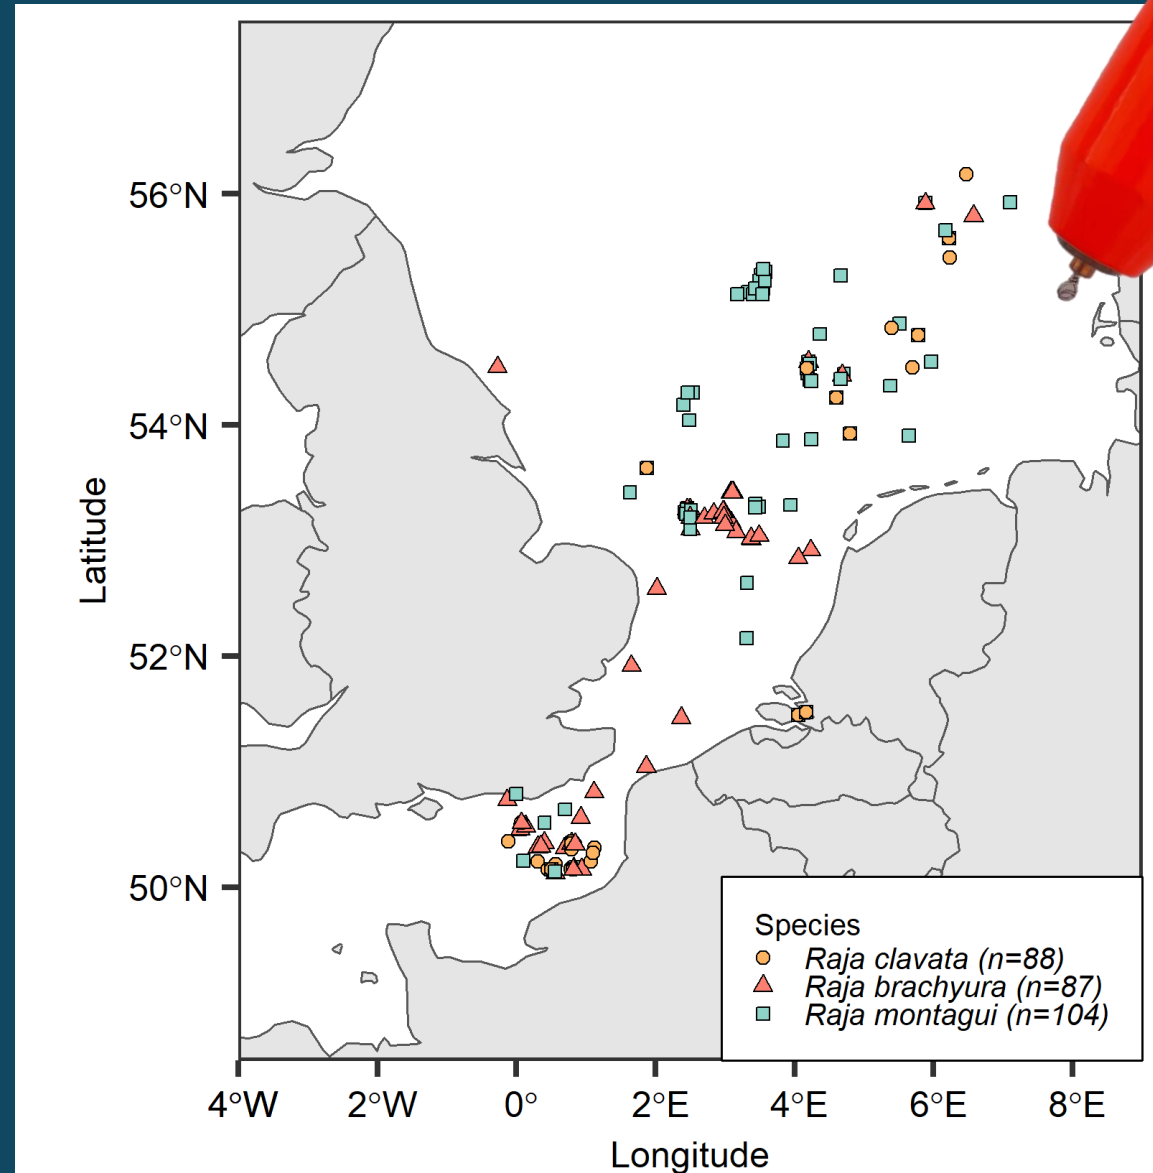 56°N
54°N
52°N
50°N
Latitude
4°W 2°W 0° 2°E 4°E 6°E 8°E
Longitude
Species
Raja clavata (n=88)
Raja brachyura (n=87)
Raja montagui (n=104)